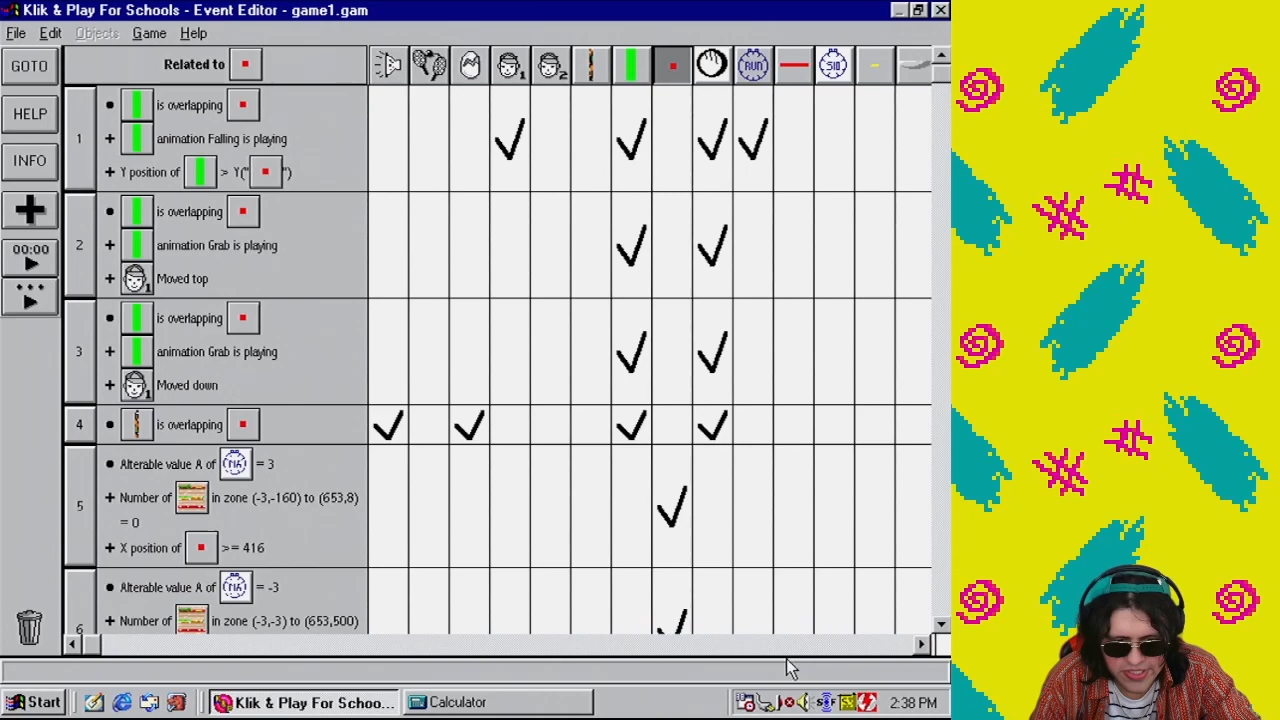 Klik & Play For Schools - Event Editor - game1.gam
File Edit Objects Game Help
GOTO
Related to
RUN
HELP
INFO
00:00
1
is overlapping
animation Falling is playing
+ Y position of > Y(" ")
2
is overlapping
+ animation Grab is playing
+ 1 Moved top
3
is overlapping
+ animation Grab is playing
+ 1 Moved down
4
is overlapping
5
Alterable value A of = 3
+ Number of in zone (-3,-160) to (653,8)
= 0
+ X position of >= 416
6
Alterable value A of = -3
+ Number of in zone (-3,-3) to (653,500)
Start
Klik & Play For Schoo...
Calculator
2:38 PM